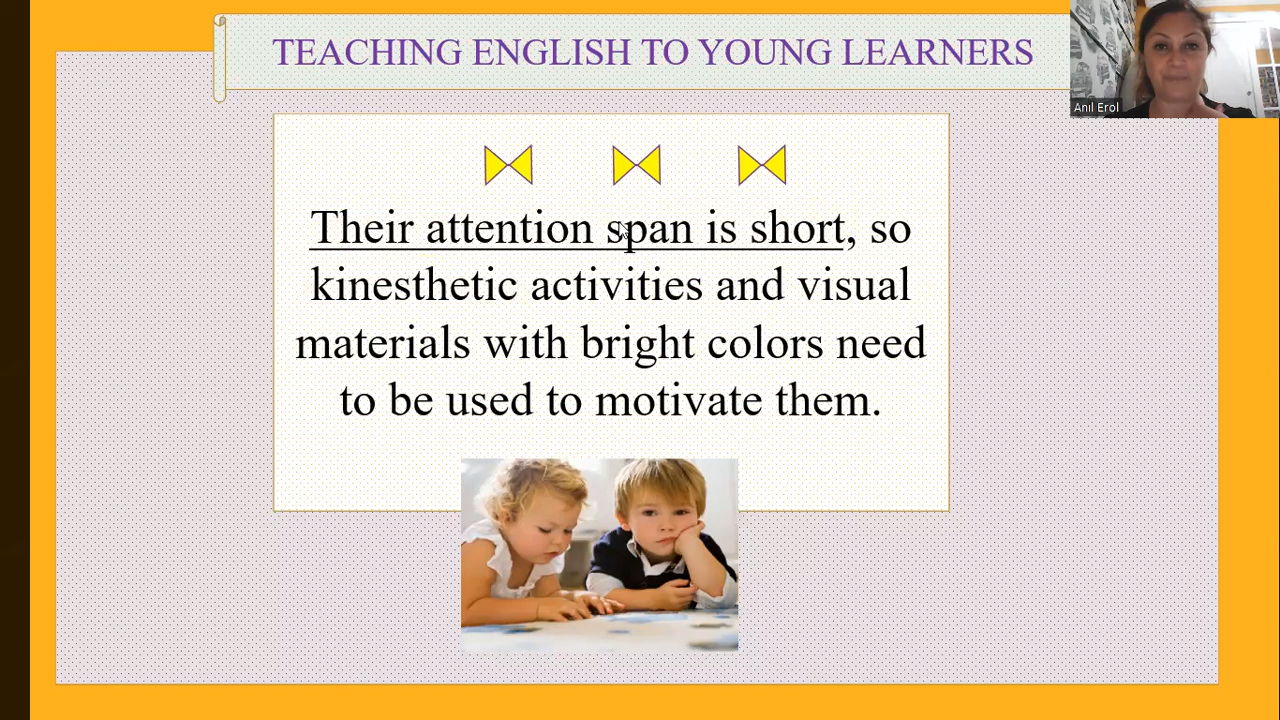 TEACHING ENGLISH TO YOUNG LEARNERS
Anıl Erol
Their attention span is short, so
kinesthetic activities and visual
materials with bright colors need
to be used to motivate them.